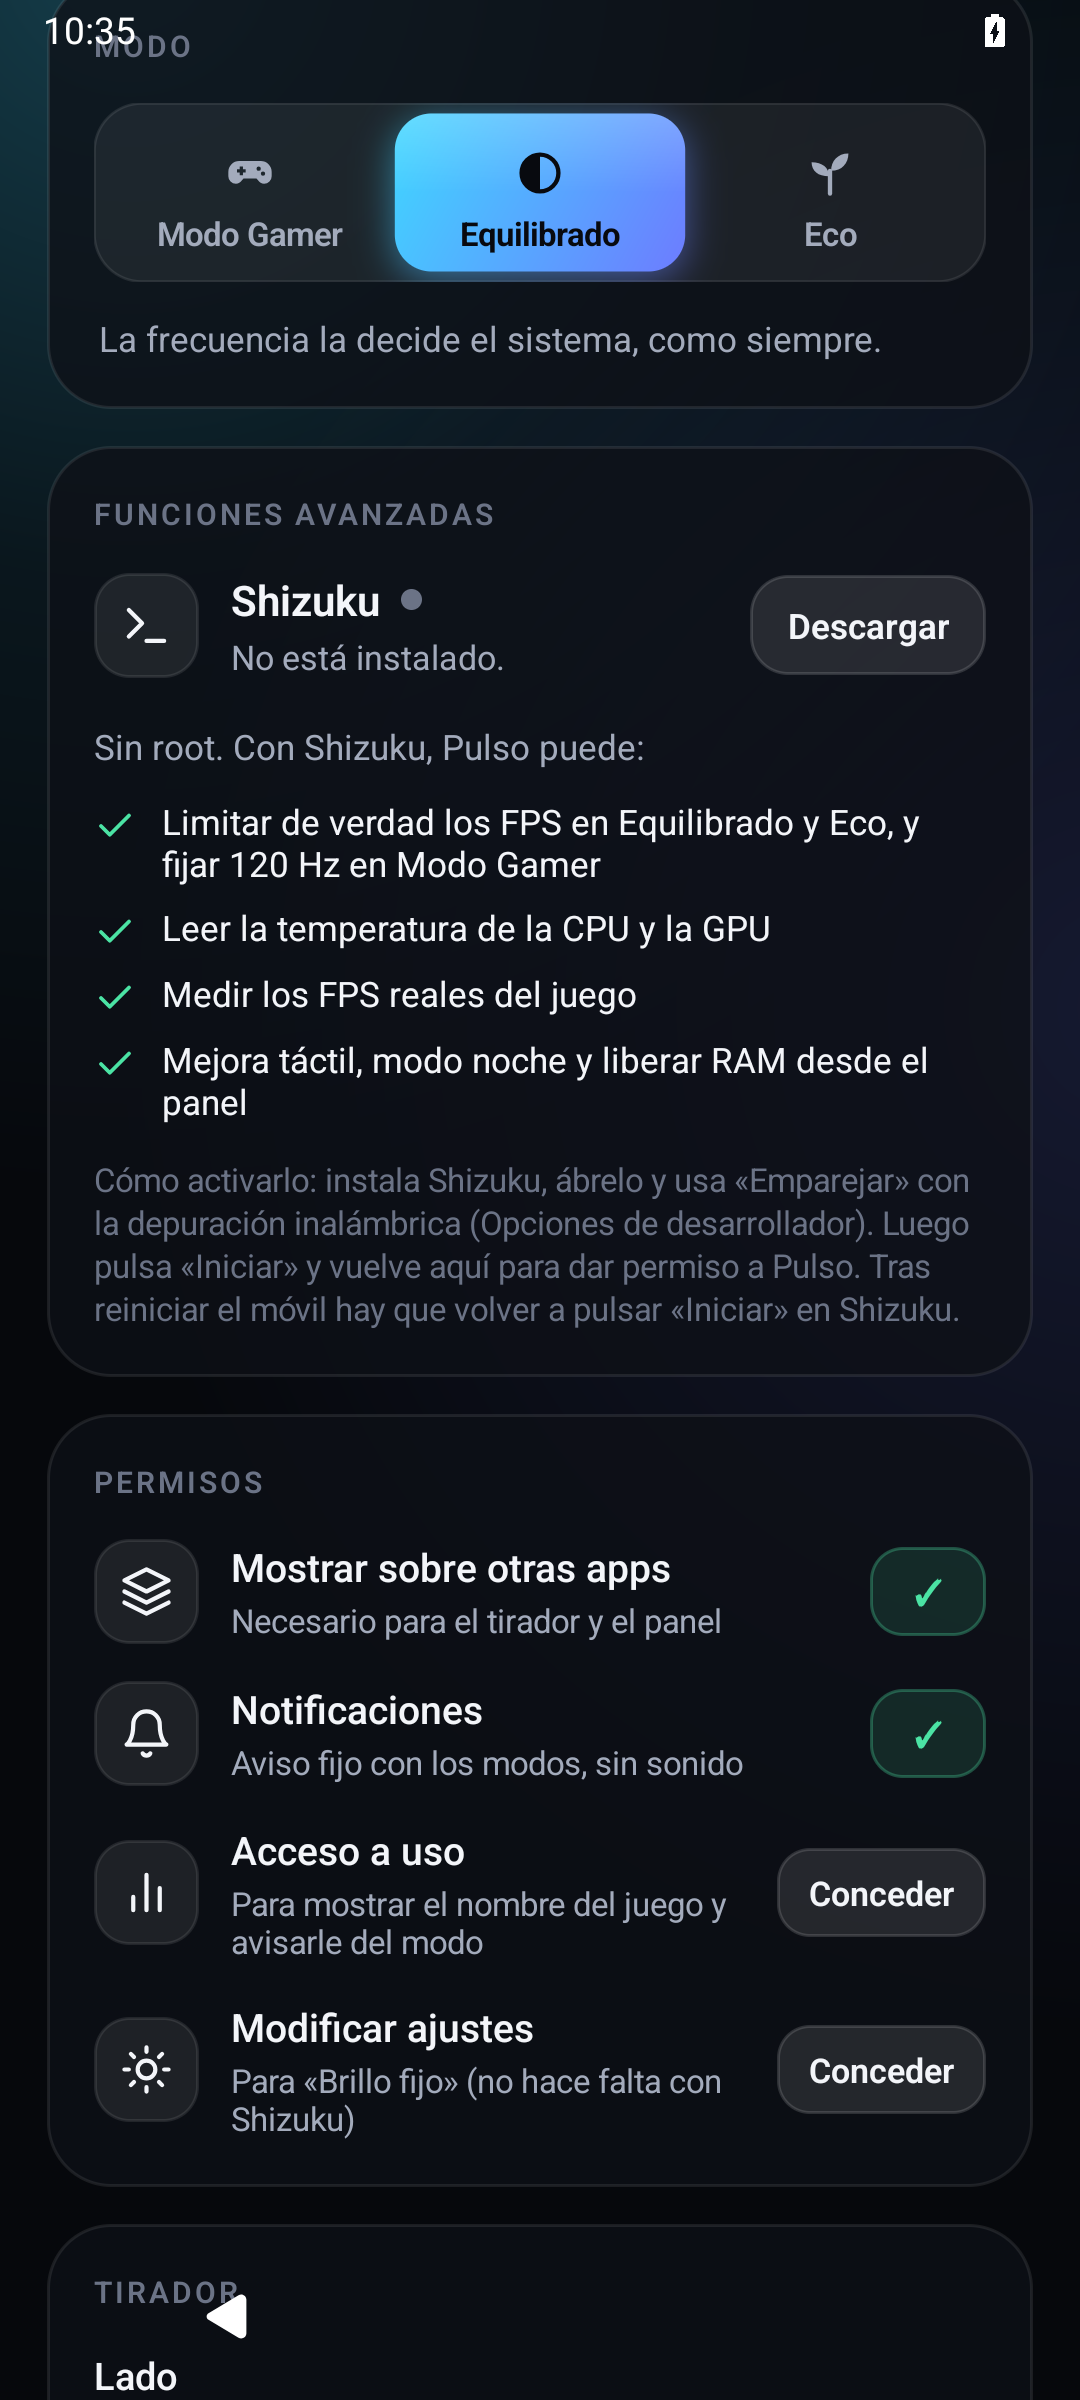 10:35
MODO
Modo Gamer
Equilibrado
Eco
La frecuencia la decide el sistema, como siempre.
FUNCIONES AVANZADAS
Shizuku
No está instalado.
Descargar
Sin root. Con Shizuku, Pulso puede:
Limitar de verdad los FPS en Equilibrado y Eco, y
fijar 120 Hz en Modo Gamer
Leer la temperatura de la CPU y la GPU
Medir los FPS reales del juego
Mejora táctil, modo noche y liberar RAM desde el
panel
Cómo activarlo: instala Shizuku, ábrelo y usa «Emparejar» con
la depuración inalámbrica (Opciones de desarrollador). Luego
pulsa «Iniciar» y vuelve aquí para dar permiso a Pulso. Tras
reiniciar el móvil hay que volver a pulsar «Iniciar» en Shizuku.
PERMISOS
Mostrar sobre otras apps
Necesario para el tirador y el panel
Notificaciones
Aviso fijo con los modos, sin sonido
Acceso a uso
Para mostrar el nombre del juego y
avisarle del modo
Conceder
Modificar ajustes
Para «Brillo fijo» (no hace falta con
Shizuku)
Conceder
TIRADOR
Lado